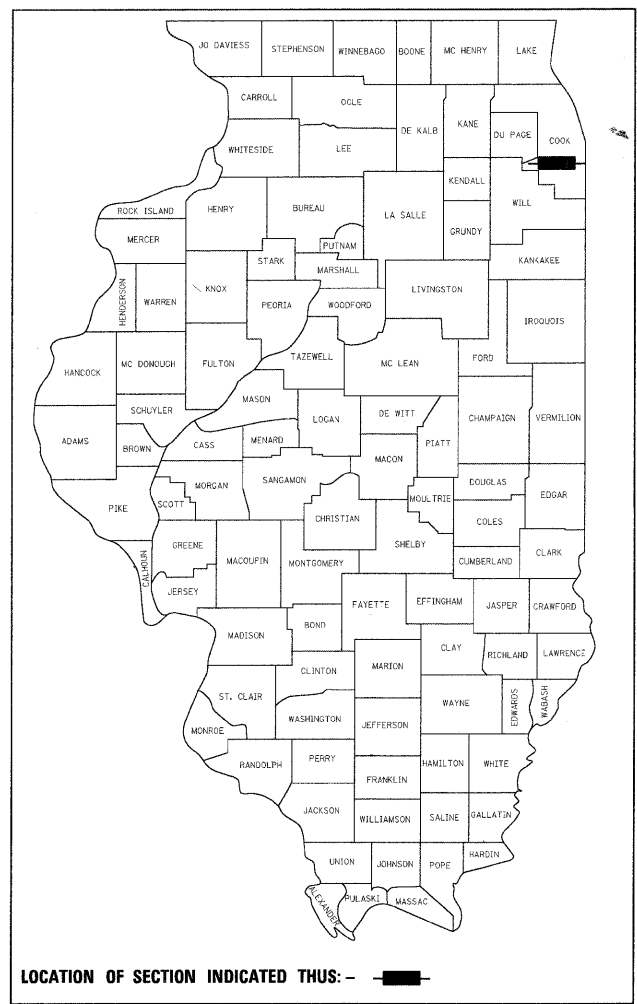 JO DAVIESS STEPHENSON WINNEBAGO BOONE MC HENRY LAKE
CARROLL OGLE DE KALB KANE DU PAGE COOK
WHITESIDE LEE
KENDALL WILL
ROCK ISLAND HENRY BUREAU LA SALLE
MERCER PUTNAM GRUNDY
STARK MARSHALL KANKAKEE
HENDERSON WARREN KNOX PEORIA WOODFORD LIVINGSTON IROQUOIS
HANCOCK MC DONOUGH FULTON TAZEWELL MC LEAN FORD
MASON
SCHUYLER LOGAN DE WITT CHAMPAIGN VERMILION
ADAMS BROWN CASS MENARD MACON PIATT
MORGAN SANGAMON DOUGLAS EDGAR
PIKE SCOTT CHRISTIAN MOULTRIE
COLES
GREENE MACOUPIN MONTGOMERY SHELBY CUMBERLAND CLARK
CALHOUN JERSEY FAYETTE EFFINGHAM JASPER CRAWFORD
MADISON BOND
CLINTON MARION CLAY RICHLAND LAWRENCE
ST. CLAIR WAYNE EDWARDS WABASH
MONROE WASHINGTON JEFFERSON
RANDOLPH PERRY FRANKLIN HAMILTON WHITE
JACKSON WILLIAMSON SALINE GALLATIN
UNION JOHNSON POPE HARDIN
ALEXANDER PULASKI MASSAC
LOCATION OF SECTION INDICATED THUS: -